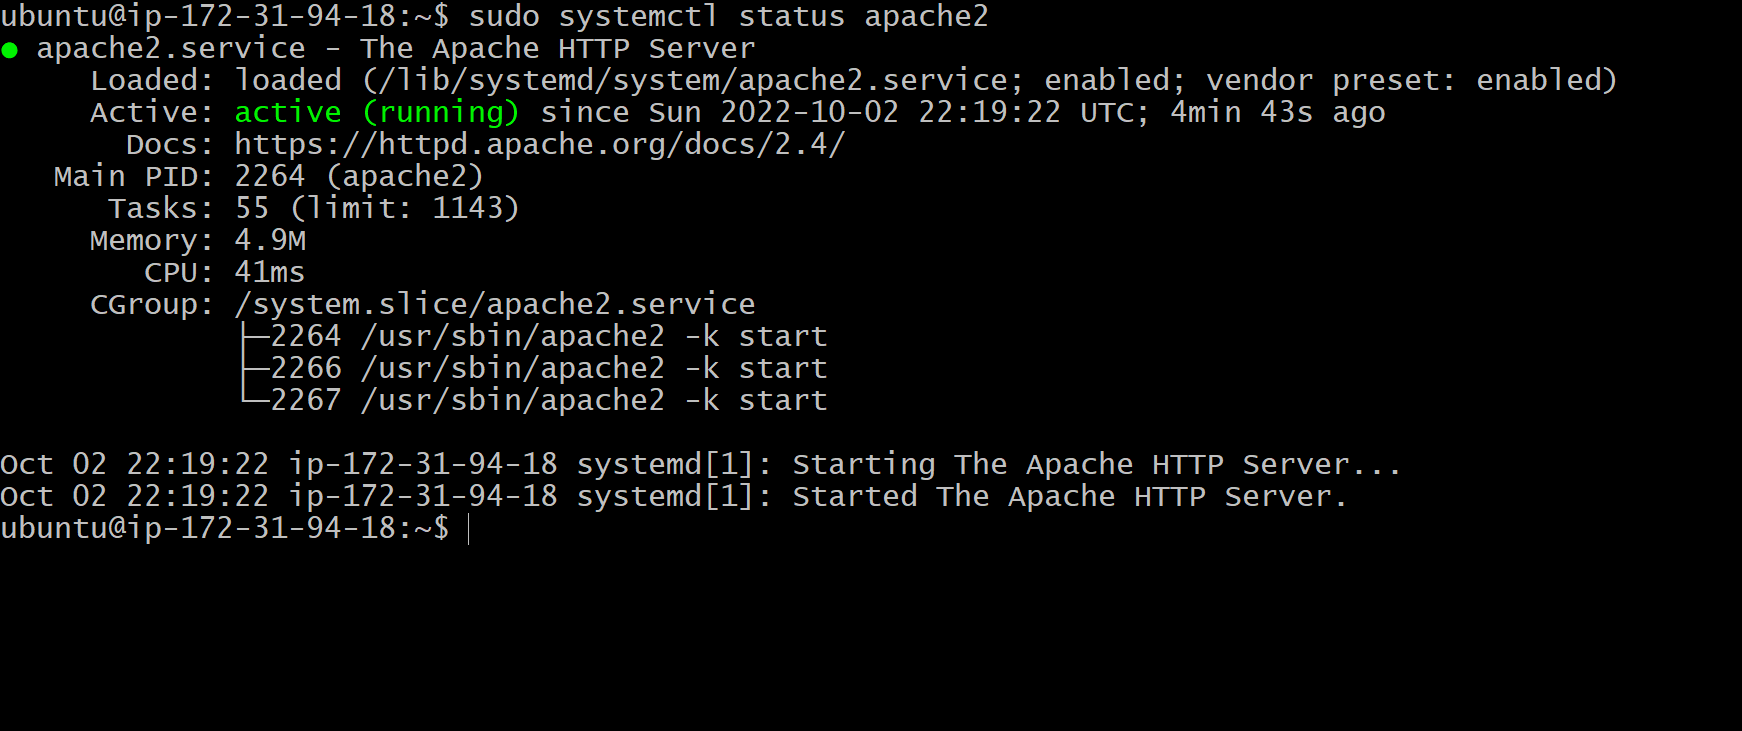 ubuntu@ip-172-31-94-18:~$ sudo systemctl status apache2
● apache2.service - The Apache HTTP Server
     Loaded: loaded (/lib/systemd/system/apache2.service; enabled; vendor preset: enabled)
     Active: active (running) since Sun 2022-10-02 22:19:22 UTC; 4min 43s ago
       Docs: https://httpd.apache.org/docs/2.4/
   Main PID: 2264 (apache2)
      Tasks: 55 (limit: 1143)
     Memory: 4.9M
        CPU: 41ms
     CGroup: /system.slice/apache2.service
             ├─2264 /usr/sbin/apache2 -k start
             ├─2266 /usr/sbin/apache2 -k start
             └─2267 /usr/sbin/apache2 -k start

Oct 02 22:19:22 ip-172-31-94-18 systemd[1]: Starting The Apache HTTP Server...
Oct 02 22:19:22 ip-172-31-94-18 systemd[1]: Started The Apache HTTP Server.
ubuntu@ip-172-31-94-18:~$